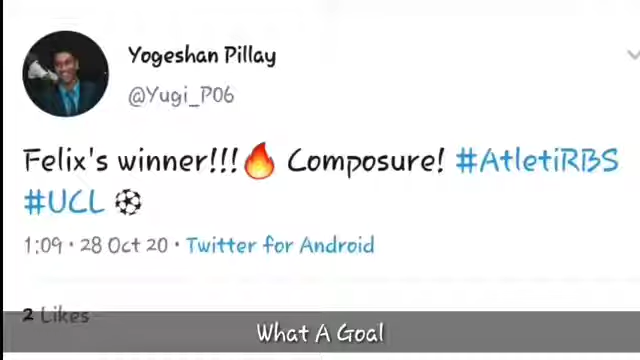 Yogeshan Pillay
@Yugi_P06
Felix's winner!!!🔥 Composure! #AtletiRBS
#UCL ⚽
1:09 · 28 Oct 20 · Twitter for Android
2 Likes
What A Goal